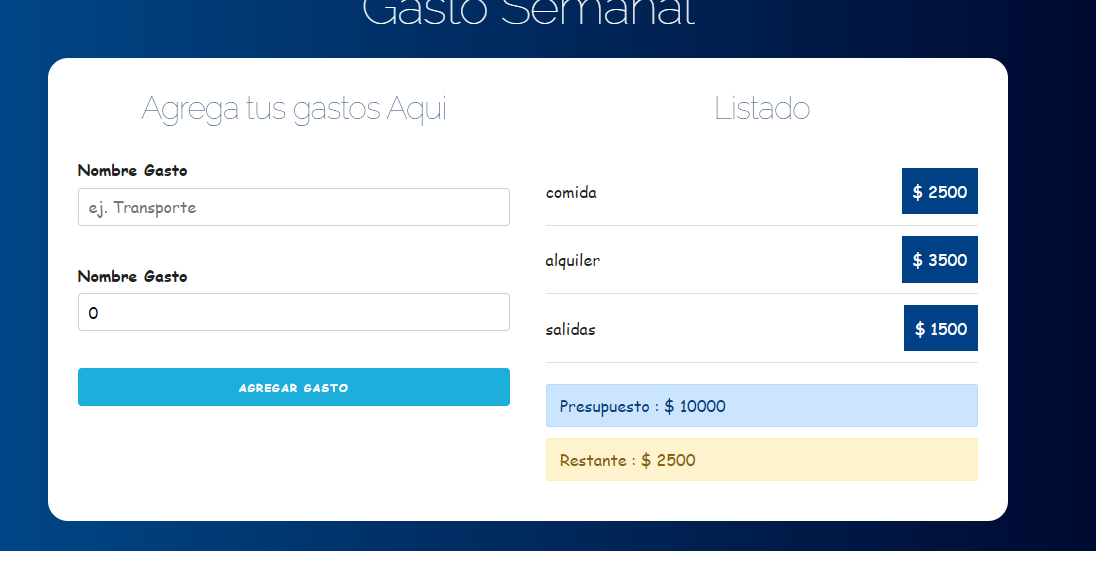 Gasto Semanal
Agrega tus gastos Aqui
Nombre Gasto
ej. Transporte
Nombre Gasto
0
AGREGAR GASTO
Listado
comida $ 2500
alquiler $ 3500
salidas $ 1500
Presupuesto : $ 10000
Restante : $ 2500